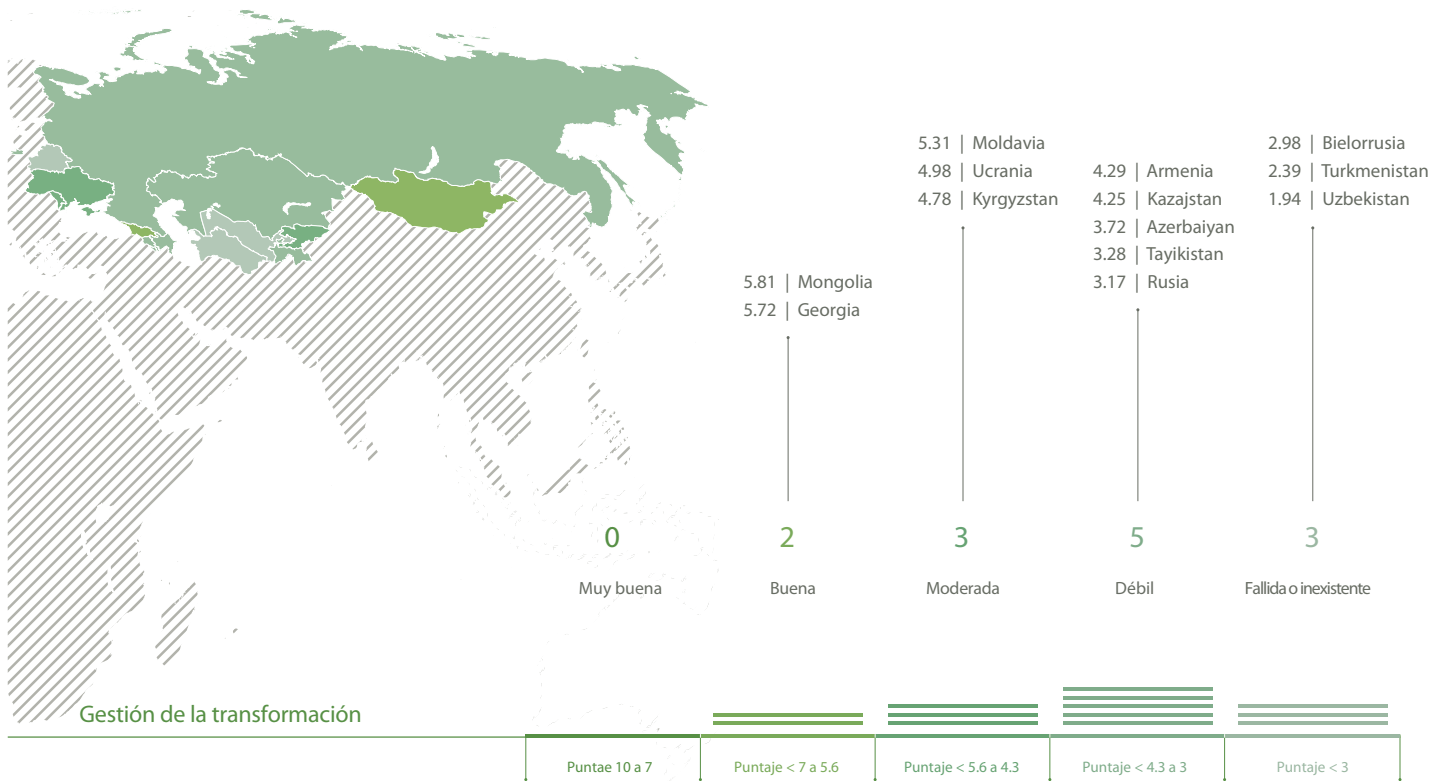 5.81 | Mongolia
5.72 | Georgia
5.31 | Moldavia
4.98 | Ucrania
4.78 | Kyrgyzstan
4.29 | Armenia
4.25 | Kazajstan
3.72 | Azerbaiyan
3.28 | Tayikistan
3.17 | Rusia
2.98 | Bielorrusia
2.39 | Turkmenistan
1.94 | Uzbekistan
0
2
3
5
3
Muy buena
Buena
Moderada
Débil
Fallida o inexistente
Gestión de la transformación
Puntae 10 a 7
Puntaje < 7 a 5.6
Puntaje < 5.6 a 4.3
Puntaje < 4.3 a 3
Puntaje < 3